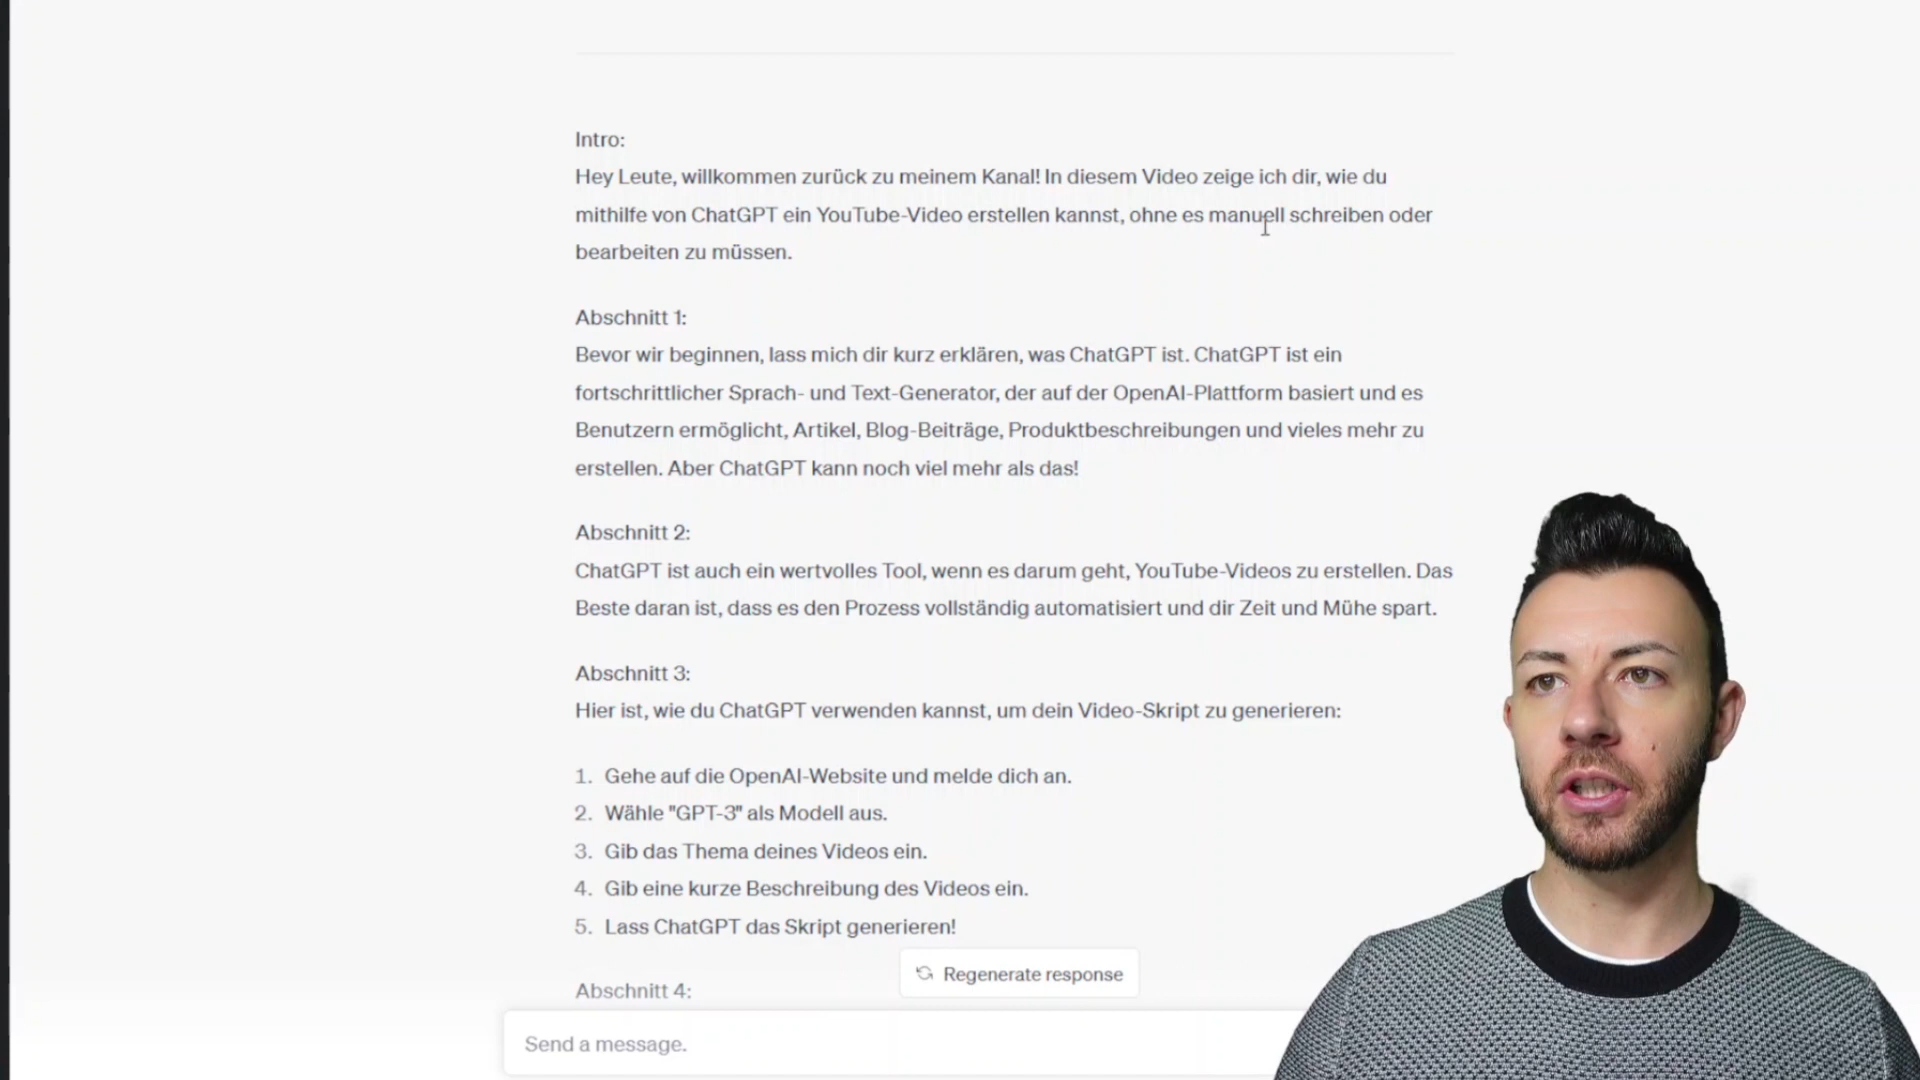 Intro:
Hey Leute, willkommen zurück zu meinem Kanal! In diesem Video zeige ich dir, wie du
mithilfe von ChatGPT ein YouTube-Video erstellen kannst, ohne es manuell schreiben oder
bearbeiten zu müssen.
Abschnitt 1:
Bevor wir beginnen, lass mich dir kurz erklären, was ChatGPT ist. ChatGPT ist ein
fortschrittlicher Sprach- und Text-Generator, der auf der OpenAI-Plattform basiert und es
Benutzern ermöglicht, Artikel, Blog-Beiträge, Produktbeschreibungen und vieles mehr zu
erstellen. Aber ChatGPT kann noch viel mehr als das!
Abschnitt 2:
ChatGPT ist auch ein wertvolles Tool, wenn es darum geht, YouTube-Videos zu erstellen. Das
Beste daran ist, dass es den Prozess vollständig automatisiert und dir Zeit und Mühe spart.
Abschnitt 3:
Hier ist, wie du ChatGPT verwenden kannst, um dein Video-Skript zu generieren:
1. Gehe auf die OpenAI-Website und melde dich an.
2. Wähle "GPT-3" als Modell aus.
3. Gib das Thema deines Videos ein.
4. Gib eine kurze Beschreibung des Videos ein.
5. Lass ChatGPT das Skript generieren!
Regenerate response
Abschnitt 4:
Send a message.